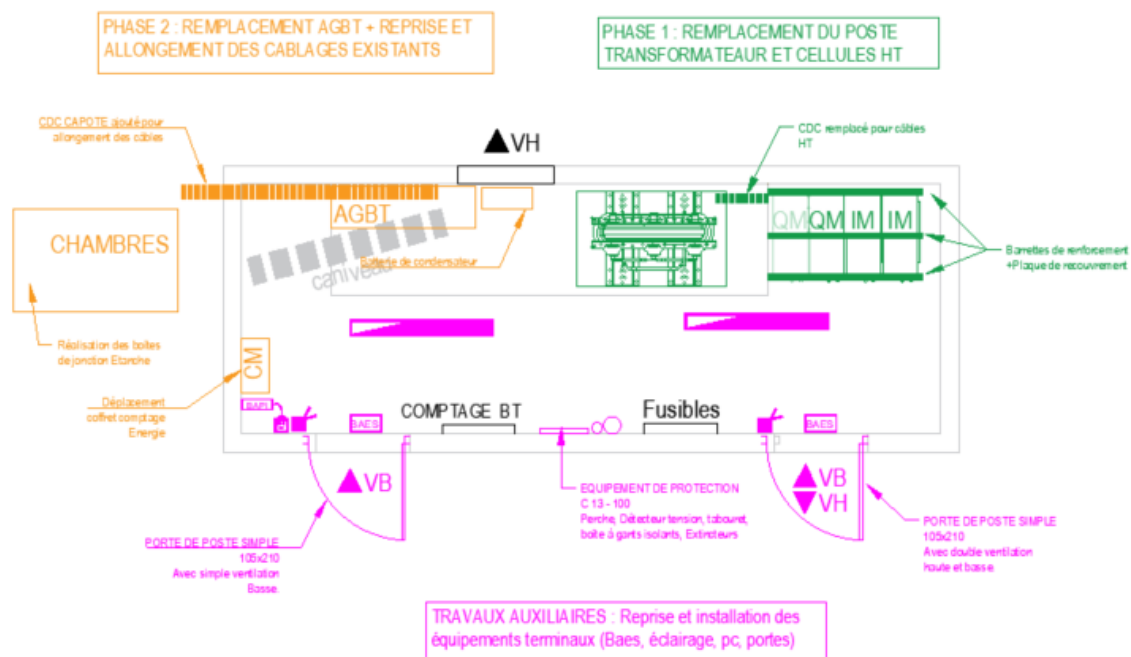 PHASE 2 : REMPLACEMENT AGBT + REPRISE ET
ALLONGEMENT DES CABLAGES EXISTANTS
PHASE 1 : REMPLACEMENT DU POSTE
TRANSFORMATEAUR ET CELLULES HT
CDC CAPOTE ajouté pour
allongement des câbles
VH
CDC remplacé pour câbles
HT
CHAMBRES
AGBT
QM QM IM IM
Batterie de condensateur
caniveau
Barrettes de renforcement
+Plaque de recouvrement
Réalisation des boites
de jonction Etanche
CM
Déplacement
coffret comptage
Energie
BAPI
BAES
COMPTAGE BT
Fusibles
BAES
VB
VB
VH
EQUIPEMENT DE PROTECTION
C 13 - 100
Perche, Détecteur tension, tabouret,
boite à gants isolants, Extincteurs
PORTE DE POSTE SIMPLE
105x210
Avec simple ventilation
Basse.
PORTE DE POSTE SIMPLE
105x210
Avec double ventilation
haute et basse.
TRAVAUX AUXILIAIRES : Reprise et installation des
équipements terminaux (Baes, éclairage, pc, portes)